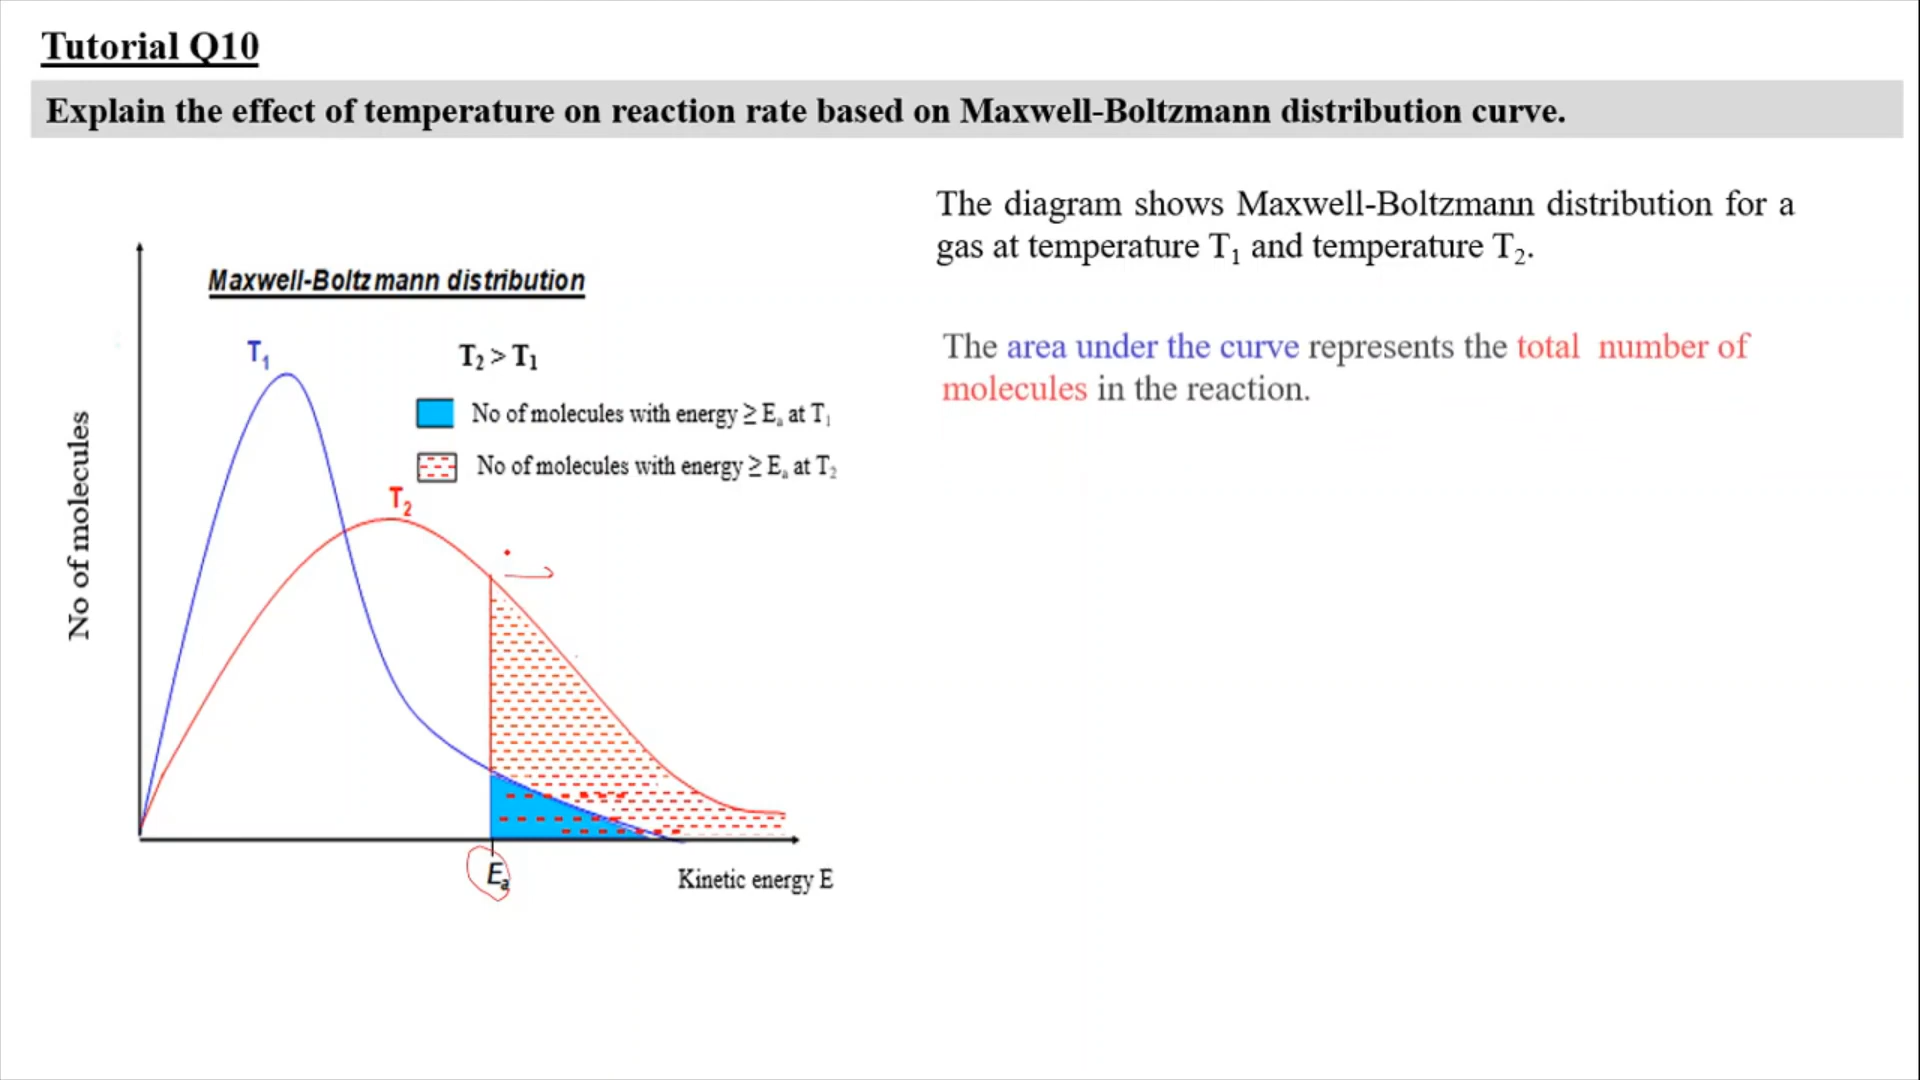 Tutorial Q10
Explain the effect of temperature on reaction rate based on Maxwell-Boltzmann distribution curve.
The diagram shows Maxwell-Boltzmann distribution for a
gas at temperature T₁ and temperature T₂.
The area under the curve represents the total number of
molecules in the reaction.
Maxwell-Boltzmann distribution
T₁
T₂ > T₁
No of molecules with energy ≥ Eₐ at T₁
No of molecules with energy ≥ Eₐ at T₂
T₂
No of molecules
Eₐ
Kinetic energy E